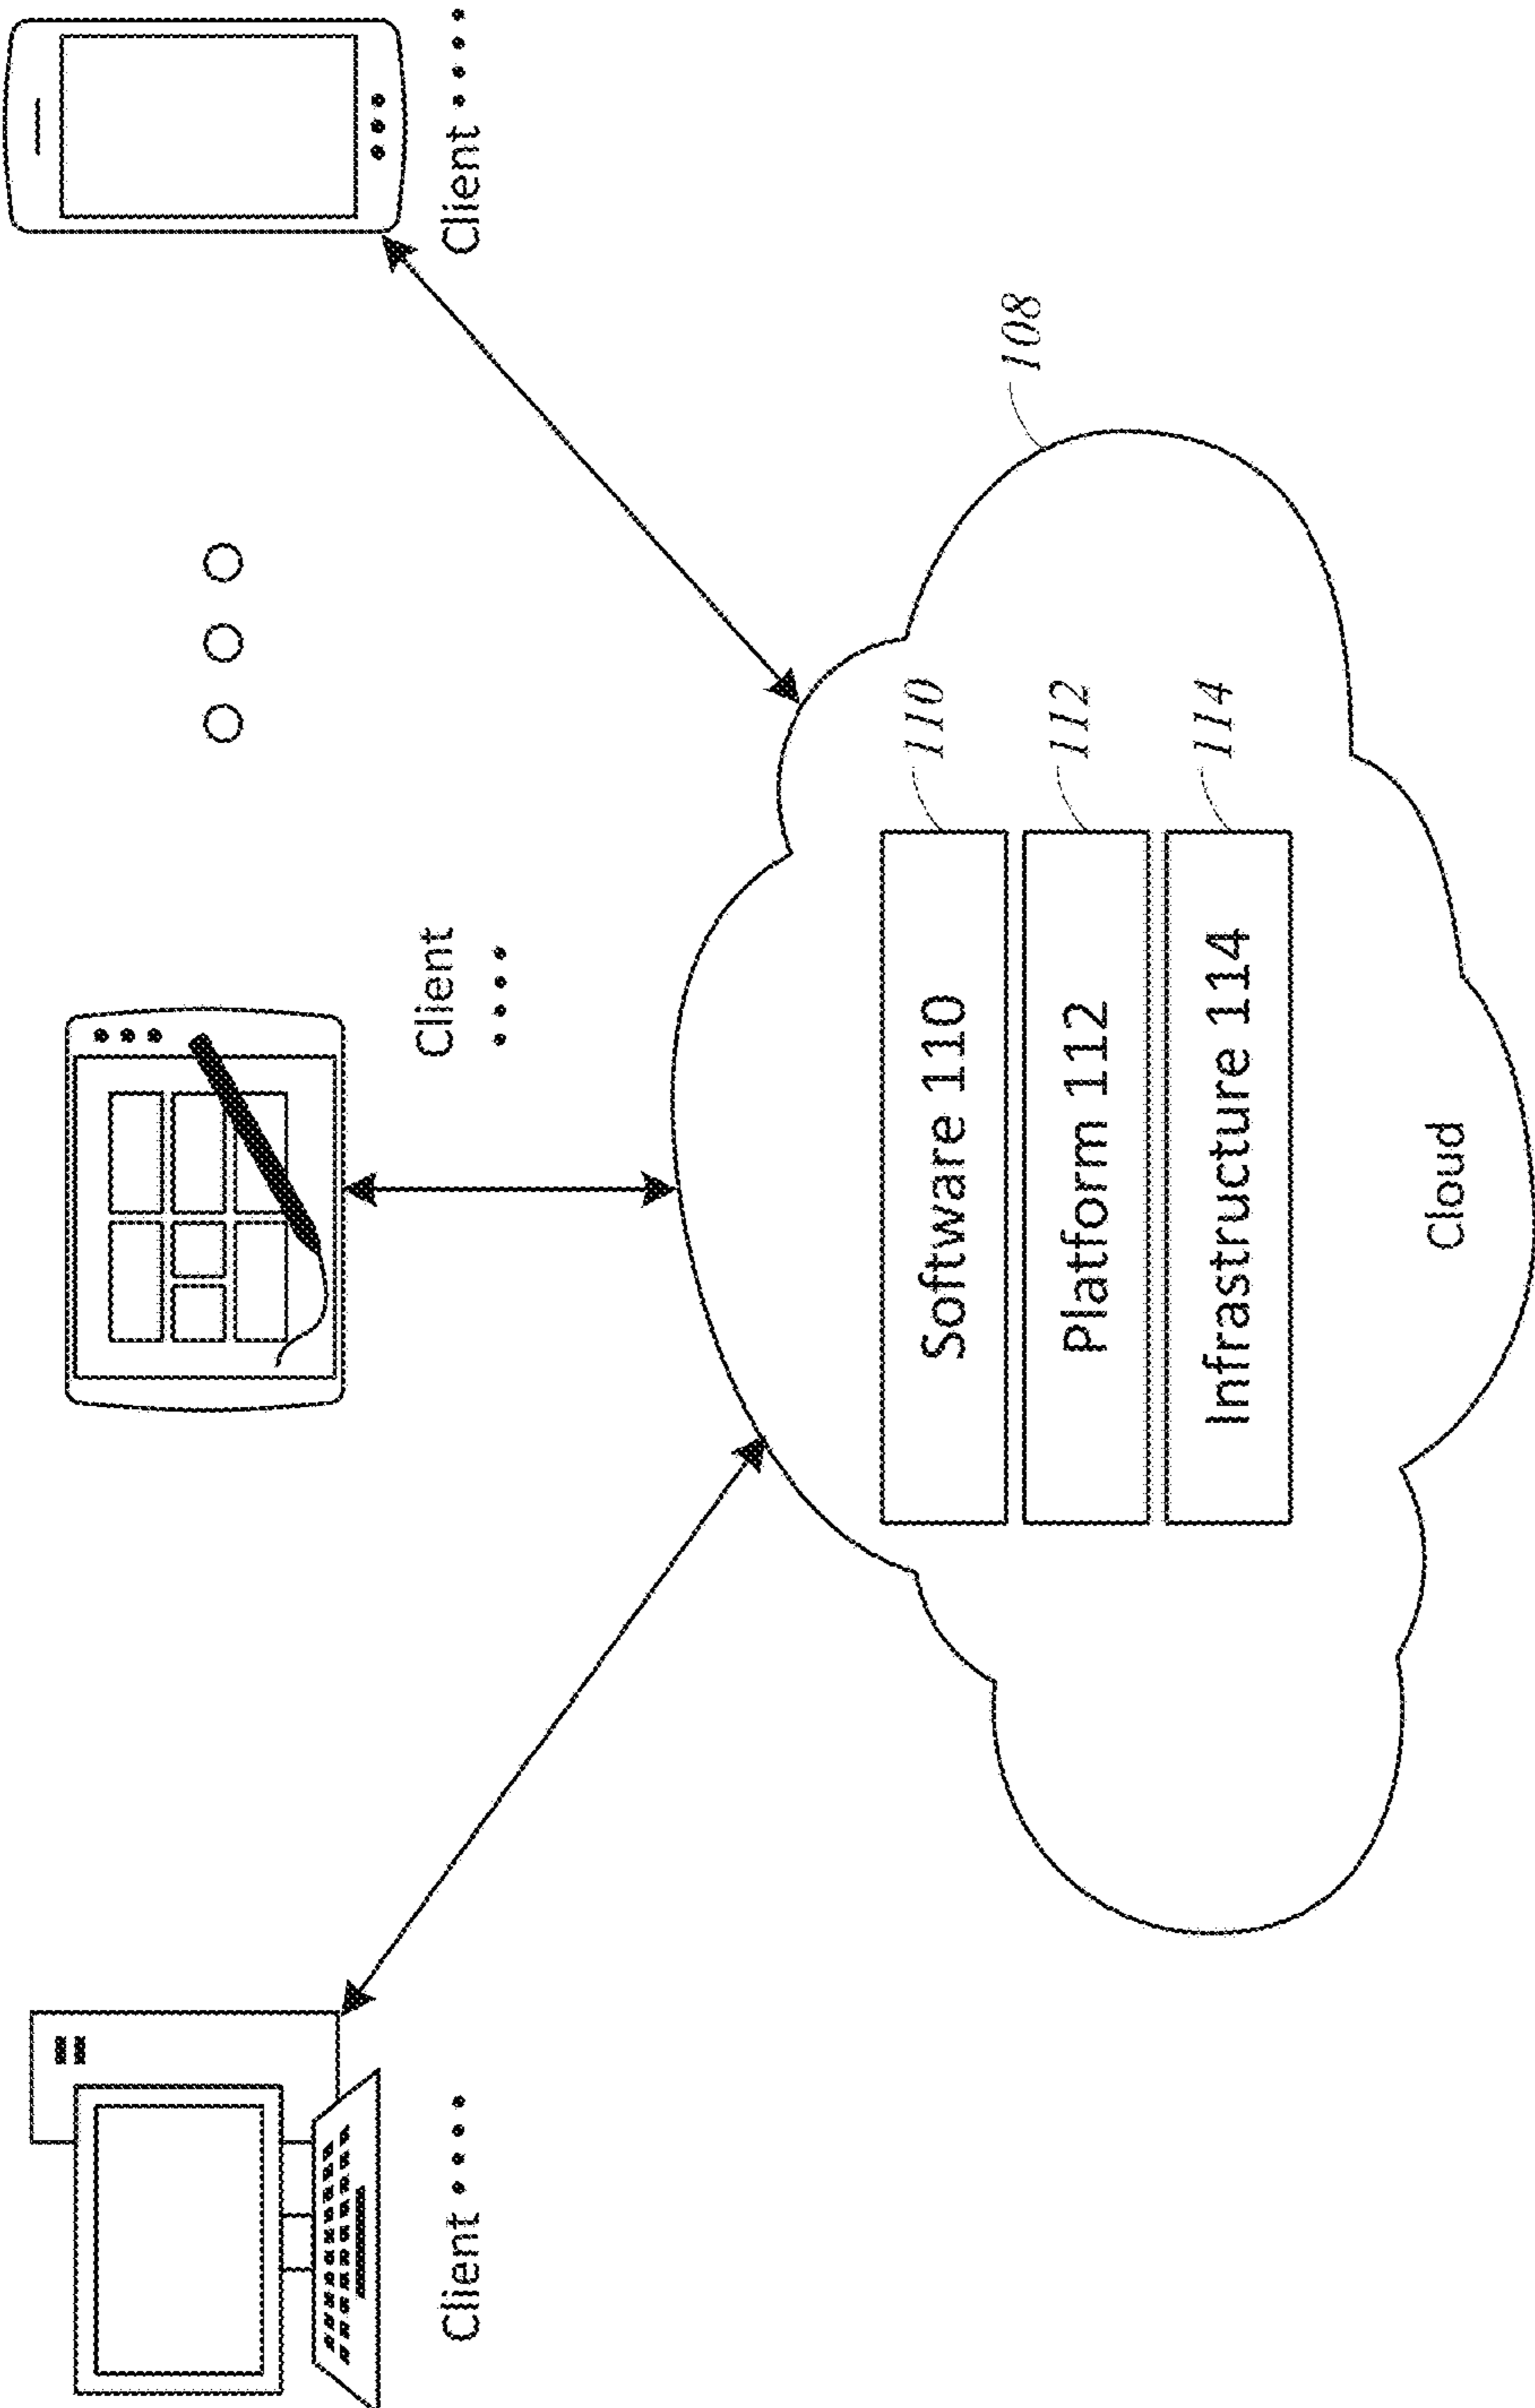 Client ••••
Client
••••
Client ••••
108
Software 110
110
Platform 112
112
Infrastructure 114
114
Cloud